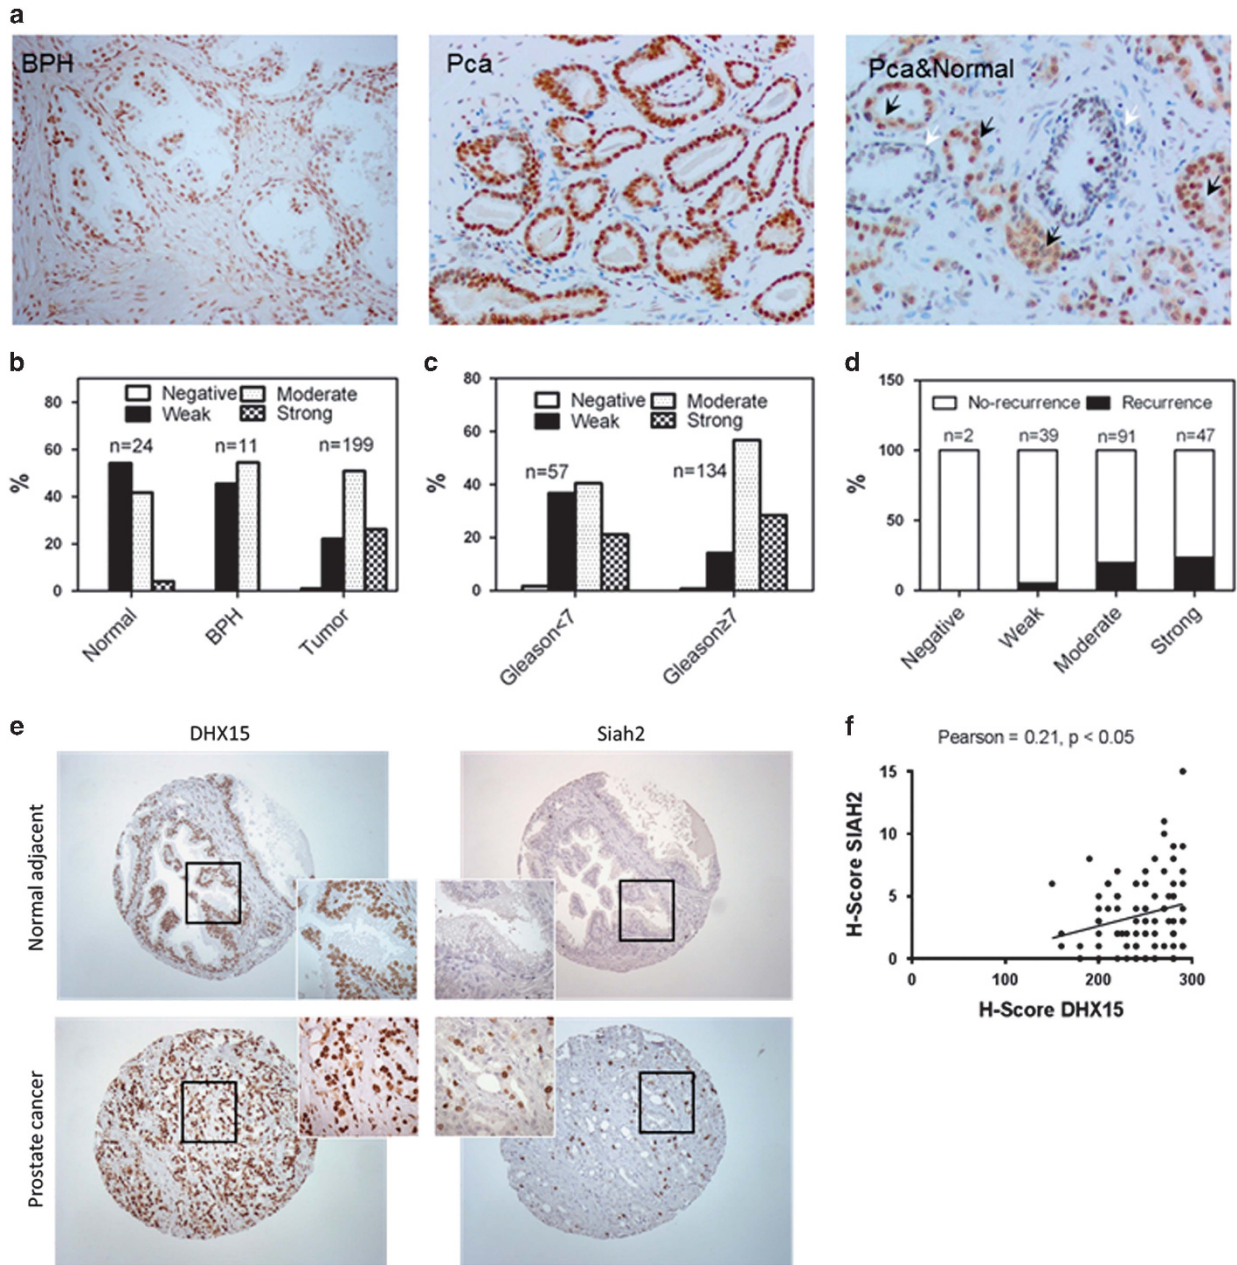 a
BPH
Pca
Pca&Normal
b
Negative Moderate
Weak Strong
n=24 n=11 n=199
%
80
60
40
20
0
Normal BPH Tumor
c
Negative Moderate
Weak Strong
n=57 n=134
%
80
60
40
20
0
Gleason<7 Gleason≥7
d
No-recurrence Recurrence
n=2 n=39 n=91 n=47
%
150
100
50
0
Negative Weak Moderate Strong
e
DHX15 Siah2
Normal adjacent
Prostate cancer
f
Pearson = 0.21, p < 0.05
H-Score SIAH2
15
10
5
0
0 100 200 300
H-Score DHX15